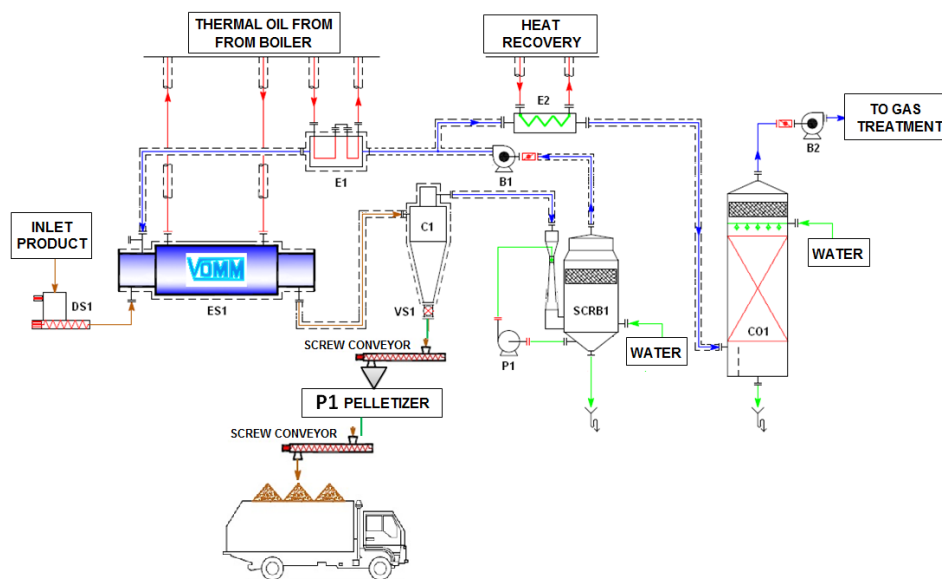 THERMAL OIL FROM
FROM BOILER
HEAT
RECOVERY
TO GAS
TREATMENT
E2
B2
E1
B1
INLET
PRODUCT
C1
VOMM
WATER
DS1
ES1
VS1
SCRB1
CO1
SCREW CONVEYOR
P1
WATER
P1 PELLETIZER
SCREW CONVEYOR